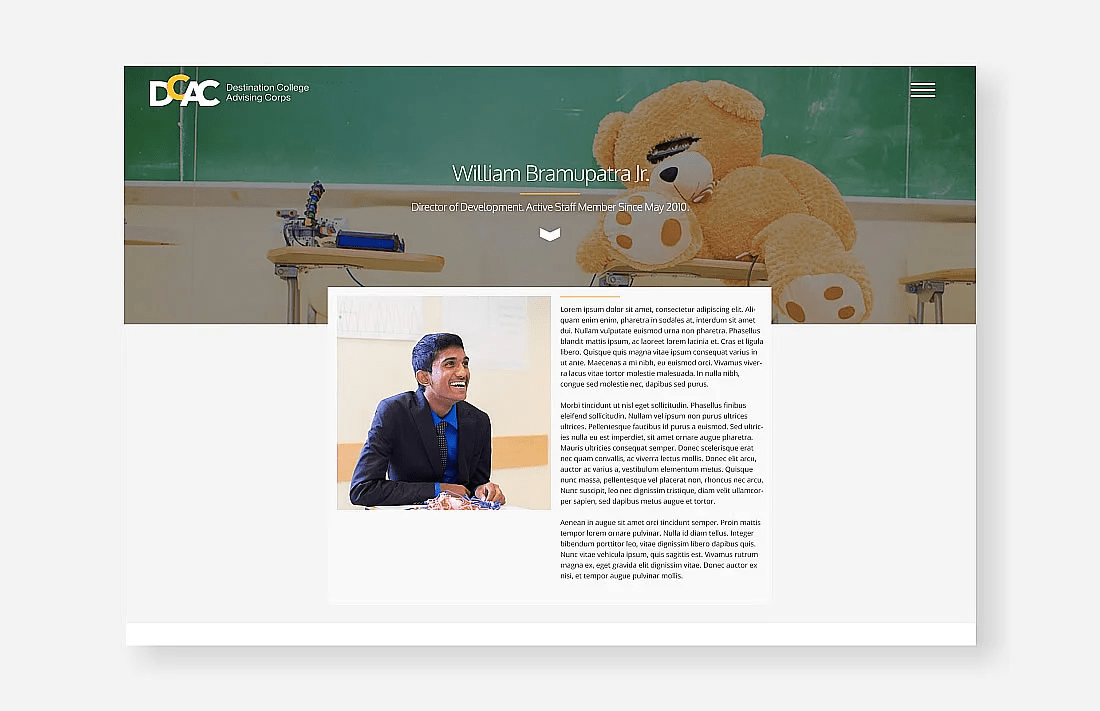 DCAC
Destination College
Advising Corps
William Bramupatra Jr.
Director of Development. Active Staff Member Since May 2010.
Lorem ipsum dolor sit amet, consectetur adipiscing elit. Ali-
quam enim enim, pharetra in sodales at, interdum sit amet
dui. Nullam vulputate euismod urna non pharetra. Phasellus
blandit mattis ipsum, ac laoreet lorem lacinia et. Cras et ligula
libero. Quisque quis magna vitae ipsum consequat varius in
ut ante. Maecenas a mi nibh, eu euismod orci. Vivamus viver-
ra lacus vitae tortor molestie malesuada. In nulla nibh,
congue sed molestie nec, dapibus sed purus.
Morbi tincidunt ut nisl eget sollicitudin. Phasellus finibus
eleifend sollicitudin. Nullam vel ipsum non purus ultrices
ultrices. Pellentesque faucibus id purus a euismod. Sed ultric-
ies nulla eu est imperdiet, sit amet ornare augue pharetra.
Mauris ultricies consequat semper. Donec scelerisque erat
nec quam convallis, ac viverra lectus mollis. Donec elit arcu,
auctor ac varius a, vestibulum elementum metus. Quisque
nunc massa, pellentesque vel placerat non, rhoncus nec arcu.
Nunc suscipit, leo nec dignissim tristique, diam velit ullamcor-
per sapien, sed dapibus metus augue et tortor.
Aenean in augue sit amet orci tincidunt semper. Proin mattis
tempor lorem ornare pulvinar. Nulla id diam tellus. Integer
bibendum porttitor leo, vitae dignissim libero dapibus quis.
Nunc vitae vehicula ipsum, quis sagittis est. Vivamus rutrum
magna ex, eget gravida elit dignissim vitae. Donec auctor ex
nisi, et tempor augue pulvinar mollis.